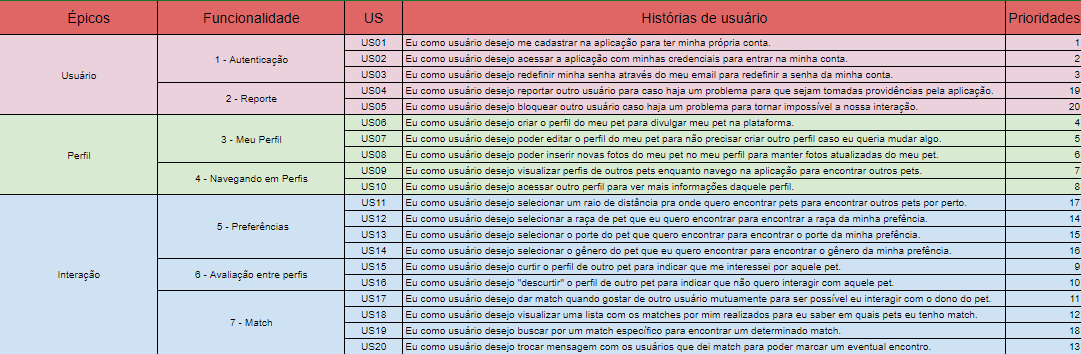 Épicos Funcionalidade US Histórias de usuário Prioridades
Usuário
1 - Autenticação
US01 Eu como usuário desejo me cadastrar na aplicação para ter minha própria conta. 1
US02 Eu como usuário desejo acessar a aplicação com minhas credenciais para entrar na minha conta. 2
US03 Eu como usuário desejo redefinir minha senha através do meu email para redefinir a senha da minha conta. 3
2 - Reporte
US04 Eu como usuário desejo reportar outro usuário para caso haja um problema para que sejam tomadas providências pela aplicação. 19
US05 Eu como usuário desejo bloquear outro usuário caso haja um problema para tornar impossível a nossa interação. 20
Perfil
3 - Meu Perfil
US06 Eu como usuário desejo criar o perfil do meu pet para divulgar meu pet na plataforma. 4
US07 Eu como usuário desejo poder editar o perfil do meu pet para não precisar criar outro perfil caso eu queria mudar algo. 5
US08 Eu como usuário desejo poder inserir novas fotos do meu pet no meu perfil para manter fotos atualizadas do meu pet. 6
4 - Navegando em Perfis
US09 Eu como usuário desejo visualizar perfis de outros pets enquanto navego na aplicação para encontrar outros pets. 7
US10 Eu como usuário desejo acessar outro perfil para ver mais informações daquele perfil. 8
Interação
5 - Preferências
US11 Eu como usuário desejo selecionar um raio de distância pra onde quero encontrar pets para encontrar outros pets por perto. 17
US12 Eu como usuário desejo selecionar a raça de pet que eu quero encontrar para encontrar a raça da minha prefência. 14
US13 Eu como usuário desejo selecionar o porte do pet que quero encontrar para encontrar o porte da minha prefência. 15
US14 Eu como usuário desejo selecionar o gênero do pet que eu quero encontrar para encontrar o gênero da minha prefência. 16
6 - Avaliação entre perfis
US15 Eu como usuário desejo curtir o perfil de outro pet para indicar que me interessei por aquele pet. 9
US16 Eu como usuário desejo "descurtir" o perfil de outro pet para indicar que não quero interagir com aquele pet. 10
7 - Match
US17 Eu como usuário desejo dar match quando gostar de outro usuário mutuamente para ser possível eu interagir com o dono do pet. 11
US18 Eu como usuário desejo visualizar uma lista com os matches por mim realizados para eu saber em quais pets eu tenho match. 12
US19 Eu como usuário desejo buscar por um match específico para encontrar um determinado match. 18
US20 Eu como usuário desejo trocar mensagem com os usuários que dei match para poder marcar um eventual encontro. 13